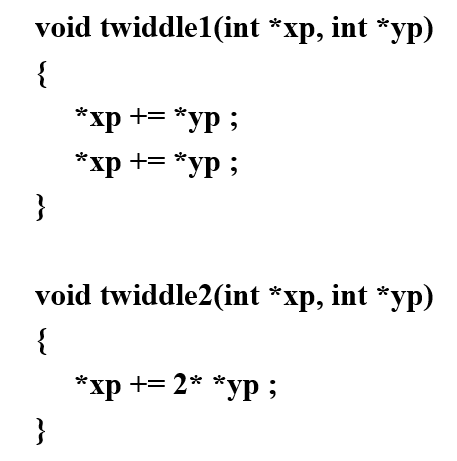 void twiddle1(int *xp, int *yp)
{
*xp += *yp ;
*xp += *yp ;
}
void twiddle2(int *xp, int *yp)
{
*xp += 2* *yp ;
}